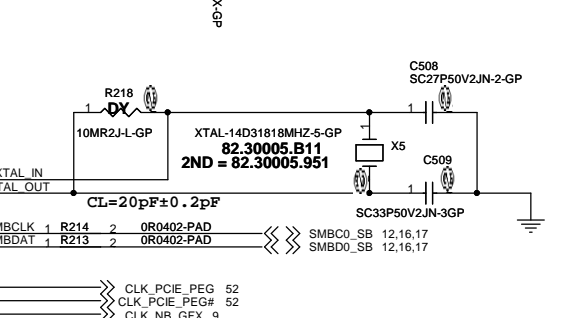 X-GP
C508
SC27P50V2JN-2-GP
R218
1
DY
1
10MR2J-L-GP
XTAL-14D31818MHZ-5-GP
1
82.30005.B11
X5
2ND = 82.30005.951
C509
XTAL_IN
TAL_OUT
1
CL=20pF±0.2pF
SC33P50V2JN-3GP
MBCLK 1 R214 2 0R0402-PAD
SMBC0_SB 12,16,17
MBDAT 1 R213 2 0R0402-PAD
SMBD0_SB 12,16,17
CLK_PCIE_PEG 52
CLK_PCIE_PEG# 52
CLK_NB_GFX 9